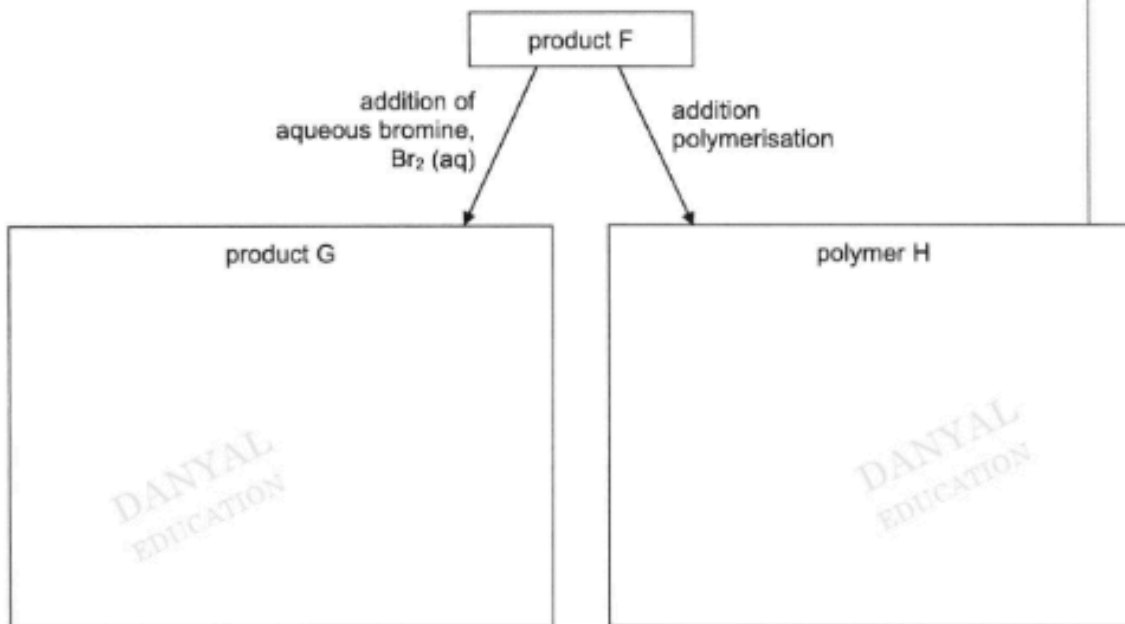 product F
addition of
aqueous bromine,
Br₂ (aq)
addition
polymerisation
product G
polymer H
DANYAL
EDUCATION
DANYAL
EDUCATION